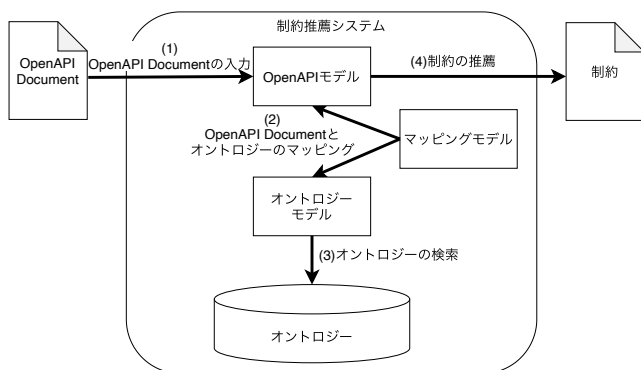 制約推薦システム
OpenAPI
Document
(1)
OpenAPI Documentの入力
OpenAPIモデル
(4)制約の推薦
制約
(2)
OpenAPI Documentと
オントロジーのマッピング
マッピングモデル
オントロジー
モデル
(3)オントロジーの検索
オントロジー